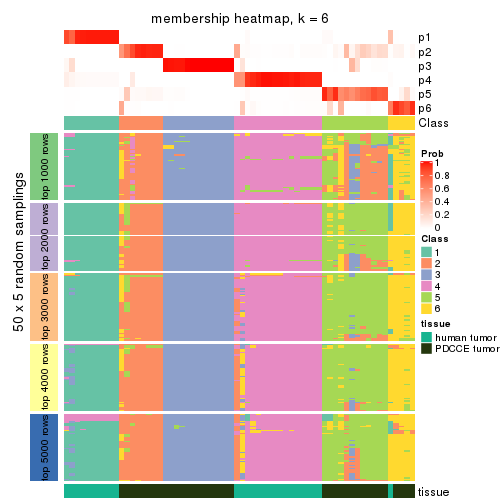 membership heatmap, k = 6
p1
p2
p3
p4
p5
p6
Class
50 x 5 random samplings
top 1000 rows
top 2000 rows
top 3000 rows
top 4000 rows
top 5000 rows
Prob
1
0.8
0.6
0.4
0.2
0
Class
1
2
3
4
5
6
tissue
human tumor
PDCCE tumor
tissue